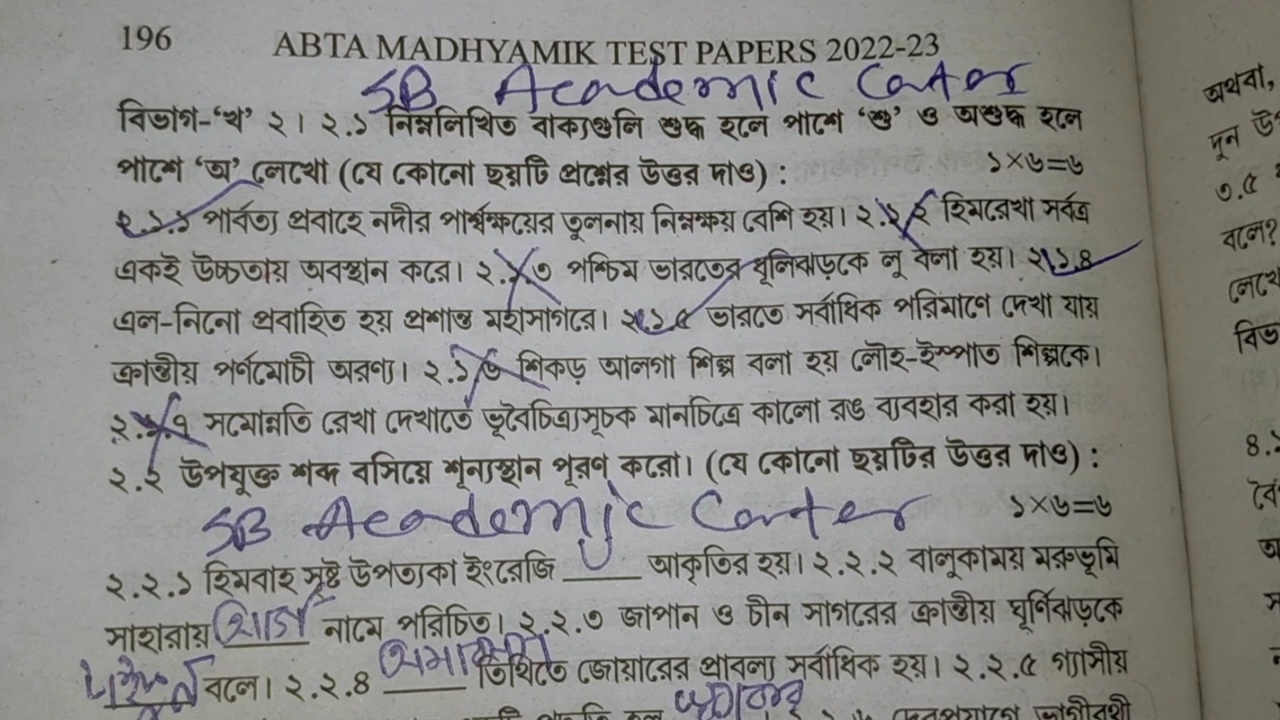 196 ABTA MADHYAMIK TEST PAPERS 2022-23
SB Academic Center
বিভাগ-‘খ’ ২। ২.১ নিম্নলিখিত বাক্যগুলি শুদ্ধ হলে পাশে ‘শু’ ও অশুদ্ধ হলে
পাশে ‘অ’ লেখো (যে কোনো ছয়টি প্রশ্নের উত্তর দাও) : ১×৬=৬
২.১.১ পার্বত্য প্রবাহে নদীর পার্শ্বক্ষয়ের তুলনায় নিম্নক্ষয় বেশি হয়। ২.১.২ হিমরেখা সর্বত্র
একই উচ্চতায় অবস্থান করে। ২.১.৩ পশ্চিম ভারতের ধূলিঝড়কে লু বলা হয়। ২.১.৪
এল-নিনো প্রবাহিত হয় প্রশান্ত মহাসাগরে। ২.১.৫ ভারতে সর্বাধিক পরিমাণে দেখা যায়
ক্রান্তীয় পর্ণমোচী অরণ্য। ২.১.৬ শিকড় আলগা শিল্প বলা হয় লৌহ-ইস্পাত শিল্পকে।
২.১.৭ সমোন্নতি রেখা দেখাতে ভূবৈচিত্র্যসূচক মানচিত্রে কালো রঙ ব্যবহার করা হয়।
২.২ উপযুক্ত শব্দ বসিয়ে শূন্যস্থান পূরণ করো। (যে কোনো ছয়টির উত্তর দাও) :
SB Academic Center ১×৬=৬
২.২.১ হিমবাহ সৃষ্ট উপত্যকা ইংরেজি U আকৃতির হয়। ২.২.২ বালুকাময় মরুভূমি
সাহারায় আর্গ নামে পরিচিত। ২.২.৩ জাপান ও চীন সাগরের ক্রান্তীয় ঘূর্ণিঝড়কে
টাইফুন বলে। ২.২.৪ অমাবস্যা তিথিতে জোয়ারের প্রাবল্য সর্বাধিক হয়। ২.২.৫ গ্যাসীয়
অথবা,
৩.৫
বলে?